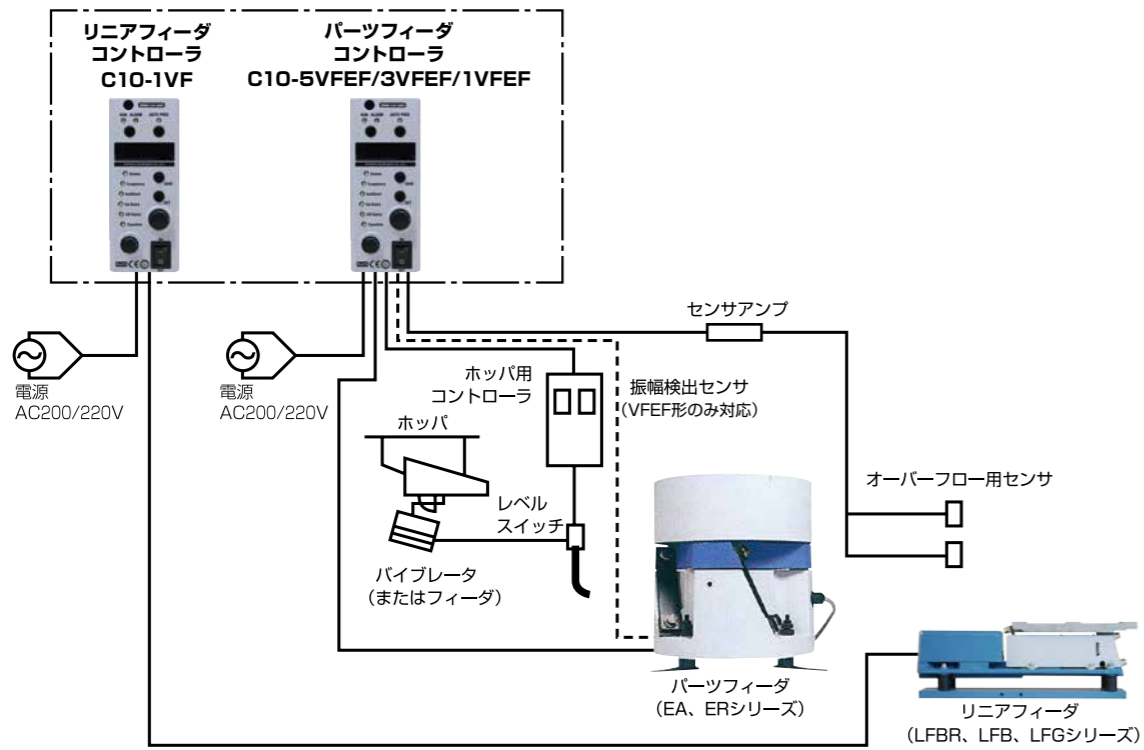 リニアフィーダ
コントローラ
C10-1VF
パーツフィーダ
コントローラ
C10-5VFEF/3VFEF/1VFEF
電源
AC200/220V
電源
AC200/220V
センサアンプ
ホッパ用
コントローラ
振幅検出センサ
（VFEF形のみ対応）
ホッパ
レベル
スイッチ
バイブレータ
（またはフィーダ）
オーバーフロー用センサ
パーツフィーダ
（EA、ERシリーズ）
リニアフィーダ
（LFBR、LFB、LFGシリーズ）